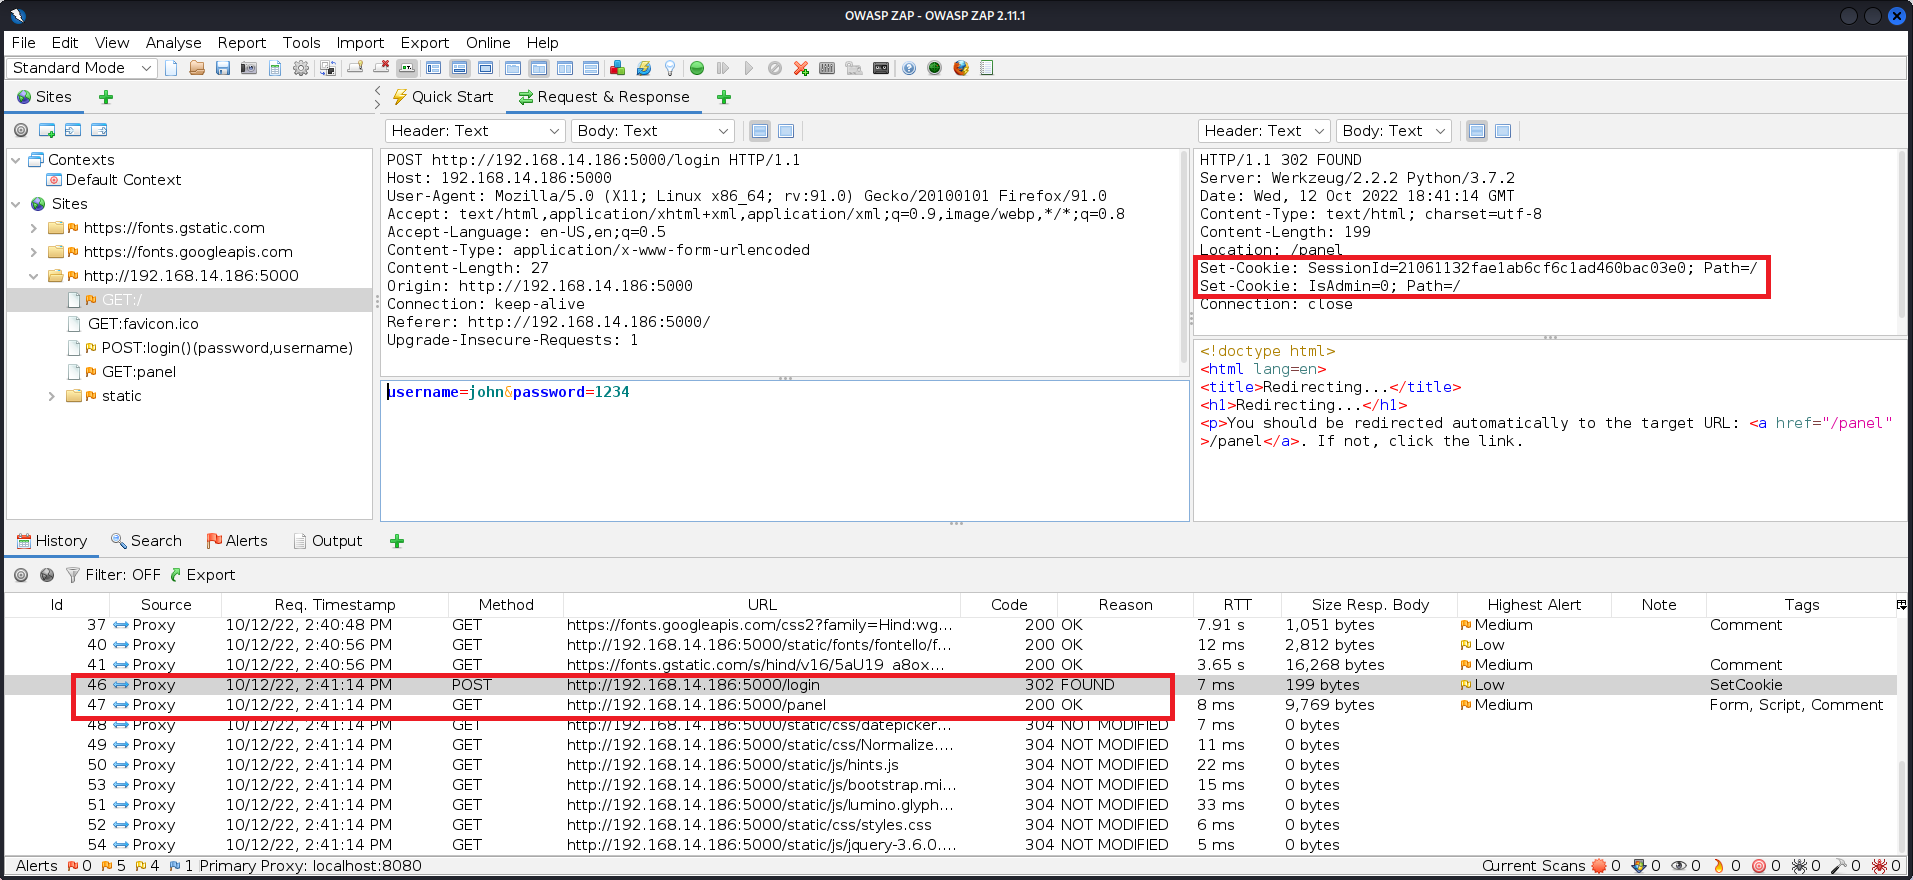 OWASP ZAP - OWASP ZAP 2.11.1
File Edit View Analyse Report Tools Import Export Online Help
Standard Mode
Sites
Quick Start
Request & Response
Contexts
Default Context
Sites
https://fonts.gstatic.com
https://fonts.googleapis.com
http://192.168.14.186:5000
GET:/
GET:favicon.ico
POST:login()(password,username)
GET:panel
static
Header: Text Body: Text
POST http://192.168.14.186:5000/login HTTP/1.1
Host: 192.168.14.186:5000
User-Agent: Mozilla/5.0 (X11; Linux x86_64; rv:91.0) Gecko/20100101 Firefox/91.0
Accept: text/html,application/xhtml+xml,application/xml;q=0.9,image/webp,*/*;q=0.8
Accept-Language: en-US,en;q=0.5
Content-Type: application/x-www-form-urlencoded
Content-Length: 27
Origin: http://192.168.14.186:5000
Connection: keep-alive
Referer: http://192.168.14.186:5000/
Upgrade-Insecure-Requests: 1
username=john&password=1234
Header: Text Body: Text
HTTP/1.1 302 FOUND
Server: Werkzeug/2.2.2 Python/3.7.2
Date: Wed, 12 Oct 2022 18:41:14 GMT
Content-Type: text/html; charset=utf-8
Content-Length: 199
Location: /panel
Set-Cookie: SessionId=21061132fae1ab6cf6c1ad460bac03e0; Path=/
Set-Cookie: IsAdmin=0; Path=/
Connection: close
<!doctype html>
<html lang=en>
<title>Redirecting...</title>
<h1>Redirecting...</h1>
<p>You should be redirected automatically to the target URL: <a href="/panel"
>/panel</a>. If not, click the link.
History Search Alerts Output
Filter: OFF Export
Id Source Req. Timestamp Method URL Code Reason RTT Size Resp. Body Highest Alert Note Tags
37 Proxy 10/12/22, 2:40:48 PM GET https://fonts.googleapis.com/css2?family=Hind:wg... 200 OK 7.91 s 1,051 bytes Medium Comment
40 Proxy 10/12/22, 2:40:56 PM GET http://192.168.14.186:5000/static/fonts/fontello/f... 200 OK 12 ms 2,812 bytes Low
41 Proxy 10/12/22, 2:40:56 PM GET https://fonts.gstatic.com/s/hind/v16/5aU19_a8ox... 200 OK 3.65 s 16,268 bytes Medium Comment
46 Proxy 10/12/22, 2:41:14 PM POST http://192.168.14.186:5000/login 302 FOUND 7 ms 199 bytes Low SetCookie
47 Proxy 10/12/22, 2:41:14 PM GET http://192.168.14.186:5000/panel 200 OK 8 ms 9,769 bytes Medium Form, Script, Comment
48 Proxy 10/12/22, 2:41:14 PM GET http://192.168.14.186:5000/static/css/datepicker... 304 NOT MODIFIED 7 ms 0 bytes
49 Proxy 10/12/22, 2:41:14 PM GET http://192.168.14.186:5000/static/css/Normalize.... 304 NOT MODIFIED 11 ms 0 bytes
50 Proxy 10/12/22, 2:41:14 PM GET http://192.168.14.186:5000/static/js/hints.js 304 NOT MODIFIED 22 ms 0 bytes
53 Proxy 10/12/22, 2:41:14 PM GET http://192.168.14.186:5000/static/js/bootstrap.mi... 304 NOT MODIFIED 15 ms 0 bytes
51 Proxy 10/12/22, 2:41:14 PM GET http://192.168.14.186:5000/static/js/lumino.glyph... 304 NOT MODIFIED 33 ms 0 bytes
52 Proxy 10/12/22, 2:41:14 PM GET http://192.168.14.186:5000/static/css/styles.css 304 NOT MODIFIED 6 ms 0 bytes
54 Proxy 10/12/22, 2:41:14 PM GET http://192.168.14.186:5000/static/js/jquery-3.6.0.... 304 NOT MODIFIED 5 ms 0 bytes
Alerts 0 5 4 1 Primary Proxy: localhost:8080 Current Scans 0 0 0 0 0 0 0 0